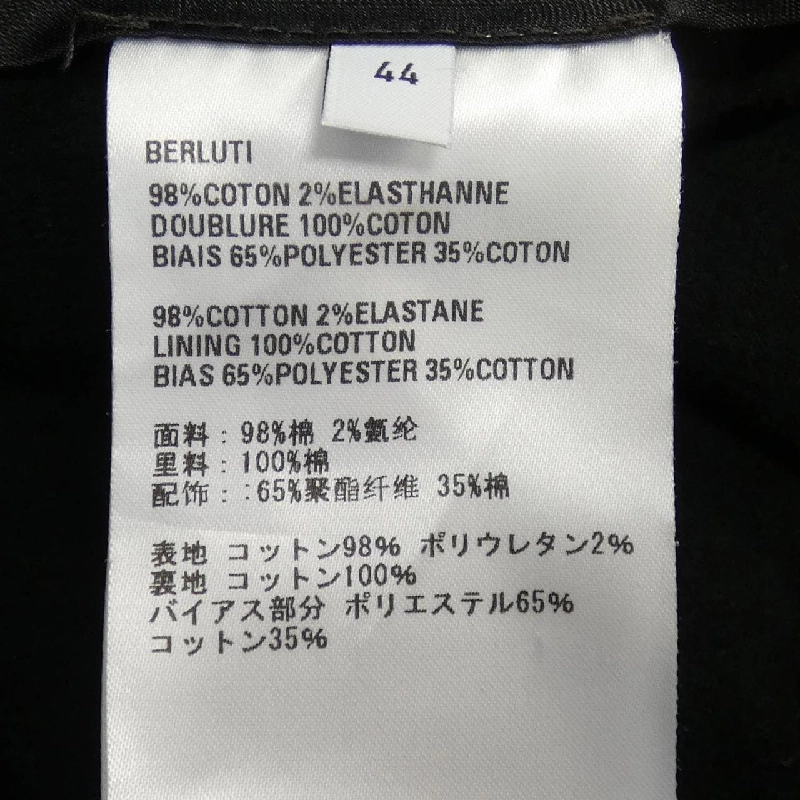 44
BERLUTI
98%COTON 2%ELASTHANNE
DOUBLURE 100%COTON
BIAIS 65%POLYESTER 35%COTON
98%COTTON 2%ELASTANE
LINING 100%COTTON
BIAS 65%POLYESTER 35%COTTON
面料：98%棉 2%氨纶
里料：100%棉
配饰：:65%聚酯纤维 35%棉
表地 コットン98% ポリウレタン2%
裏地 コットン100%
バイアス部分 ポリエステル65%
コットン35%